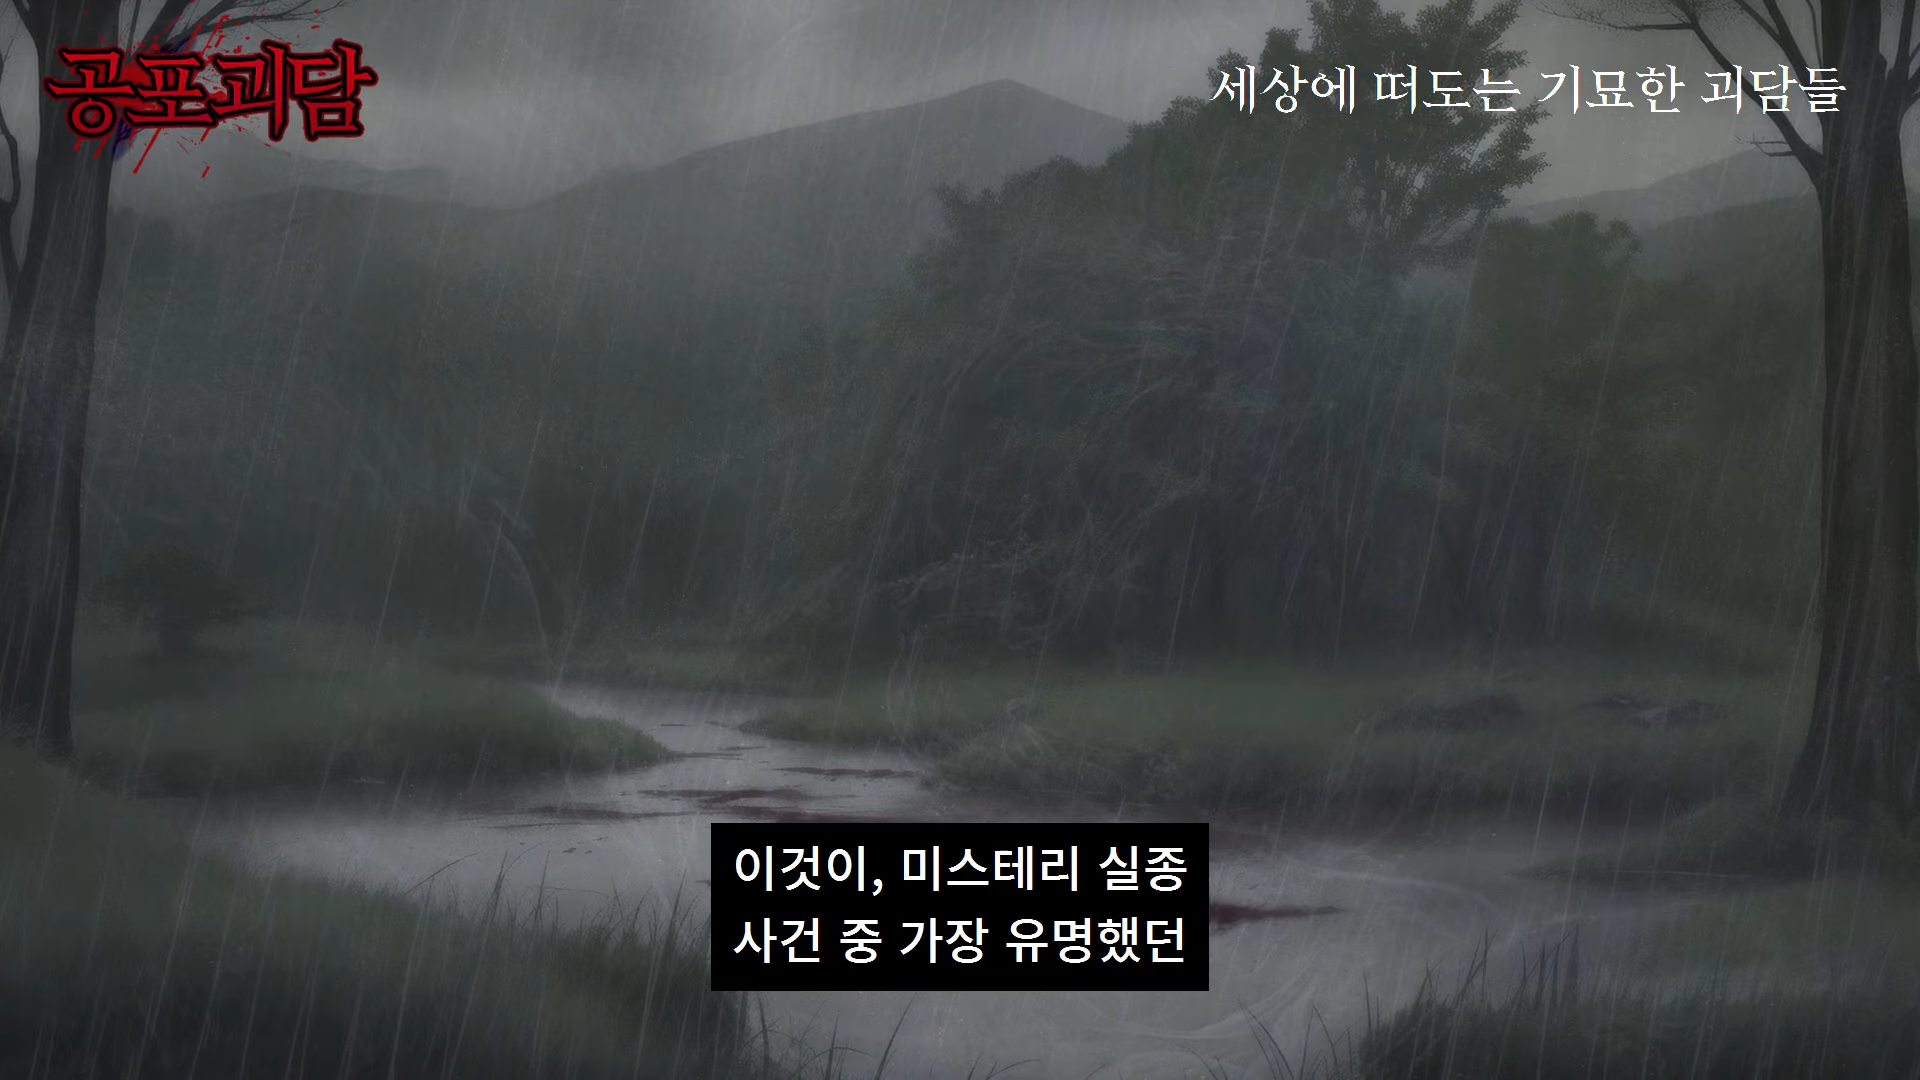 공포괴담
세상에 떠도는 기묘한 괴담들
이것이, 미스테리 실종
사건 중 가장 유명했던